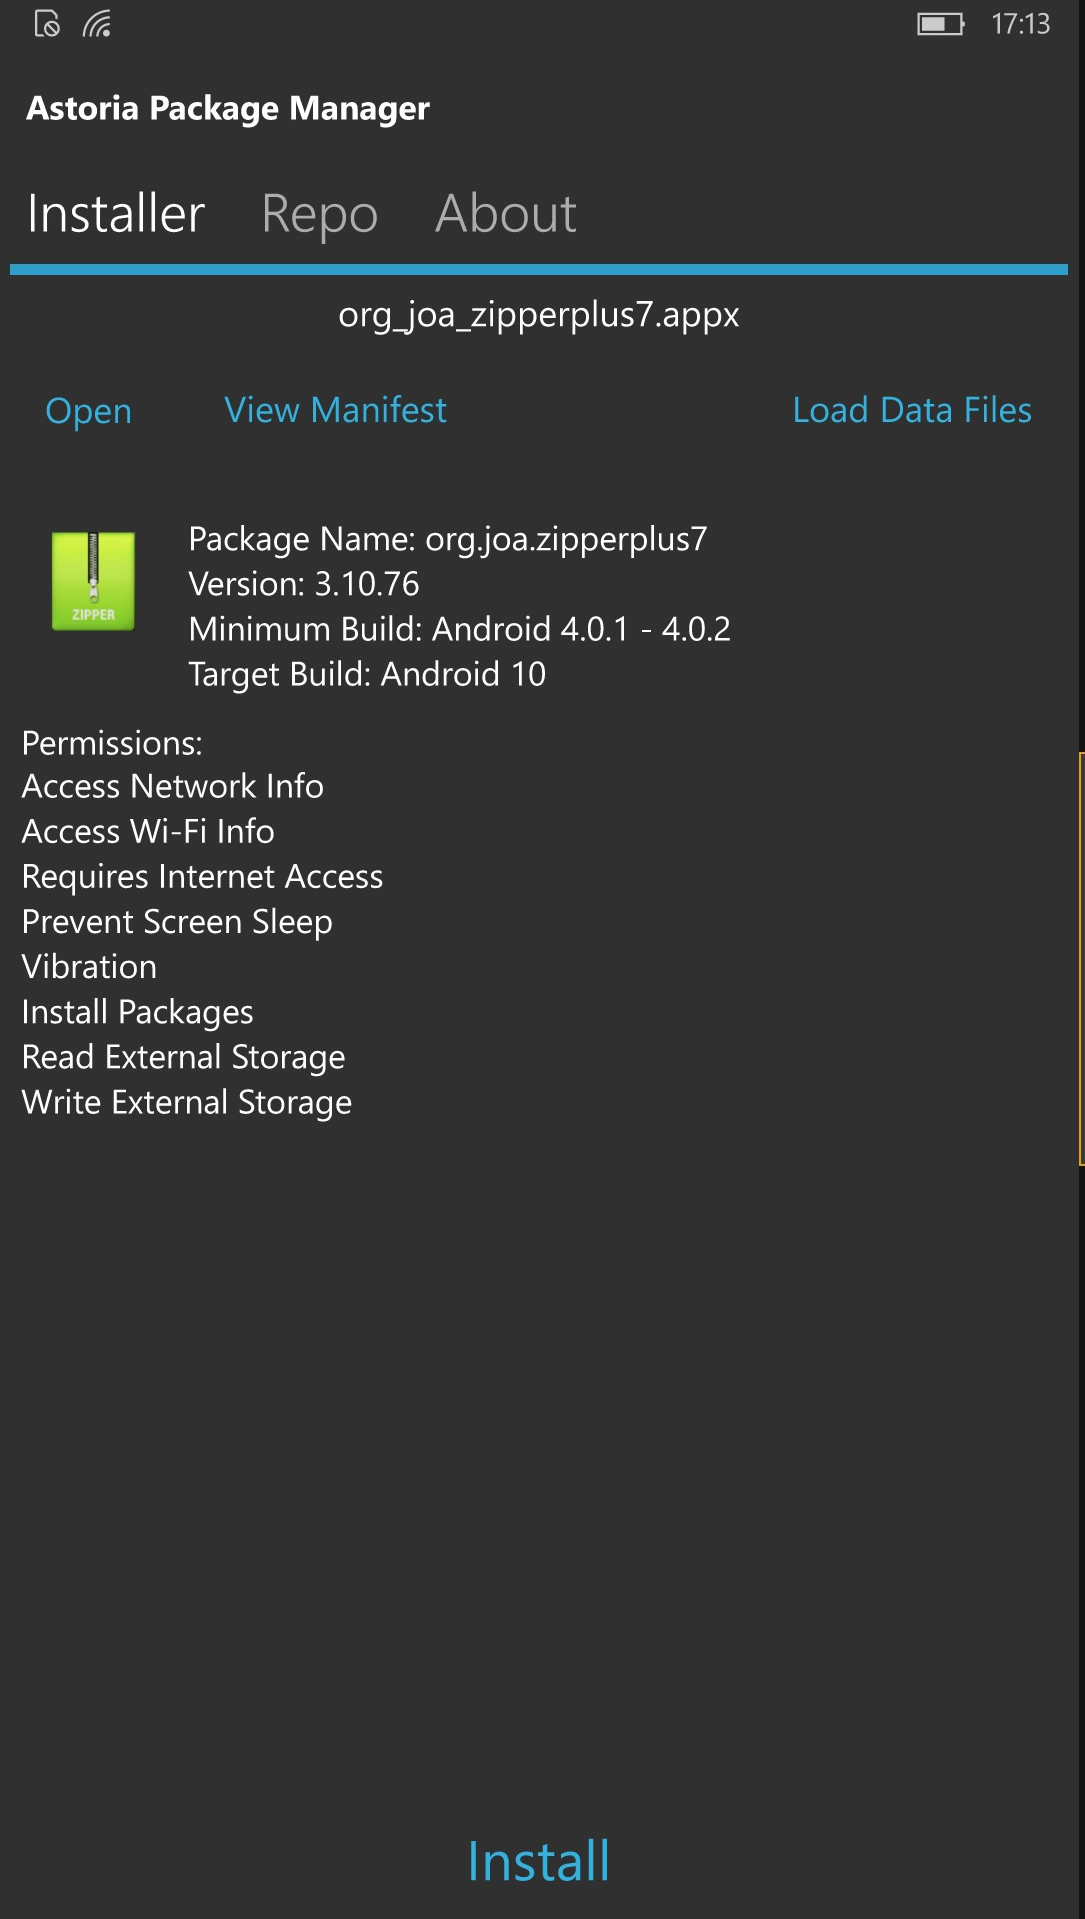 17:13
Astoria Package Manager
Installer Repo About
org_joa_zipperplus7.appx
Open View Manifest Load Data Files
ZIPPER
Package Name: org.joa.zipperplus7
Version: 3.10.76
Minimum Build: Android 4.0.1 - 4.0.2
Target Build: Android 10
Permissions:
Access Network Info
Access Wi-Fi Info
Requires Internet Access
Prevent Screen Sleep
Vibration
Install Packages
Read External Storage
Write External Storage
Install